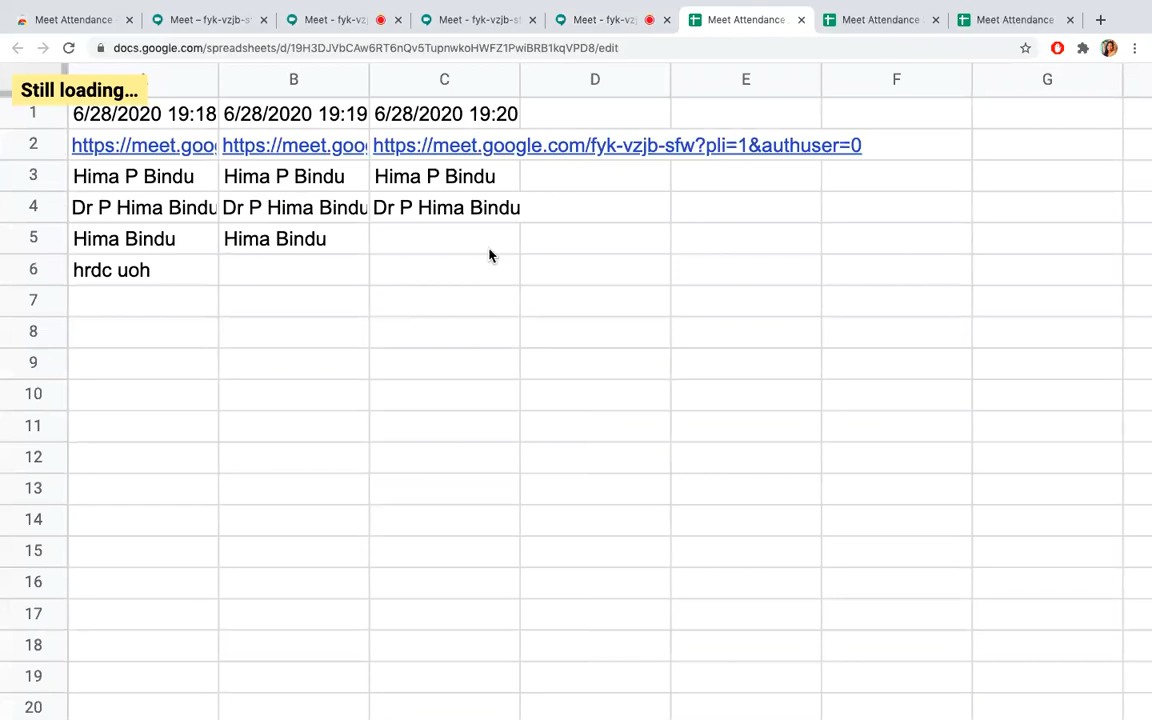 Meet Attendance
Meet – fyk-vzjb-s
Meet - fyk-vz
Meet - fyk-vzjb-s
Meet - fyk-vz
Meet Attendance
Meet Attendance
Meet Attendance
docs.google.com/spreadsheets/d/19H3DJVbCAw6RT6nQv5TupnwkoHWFZ1PwiBRB1kqVPD8/edit
Still loading...
B C D E F G
1 6/28/2020 19:18 6/28/2020 19:19 6/28/2020 19:20
2 https://meet.goo https://meet.goo https://meet.google.com/fyk-vzjb-sfw?pli=1&authuser=0
3 Hima P Bindu Hima P Bindu Hima P Bindu
4 Dr P Hima Bindu Dr P Hima Bindu Dr P Hima Bindu
5 Hima Bindu Hima Bindu
6 hrdc uoh
7
8
9
10
11
12
13
14
15
16
17
18
19
20